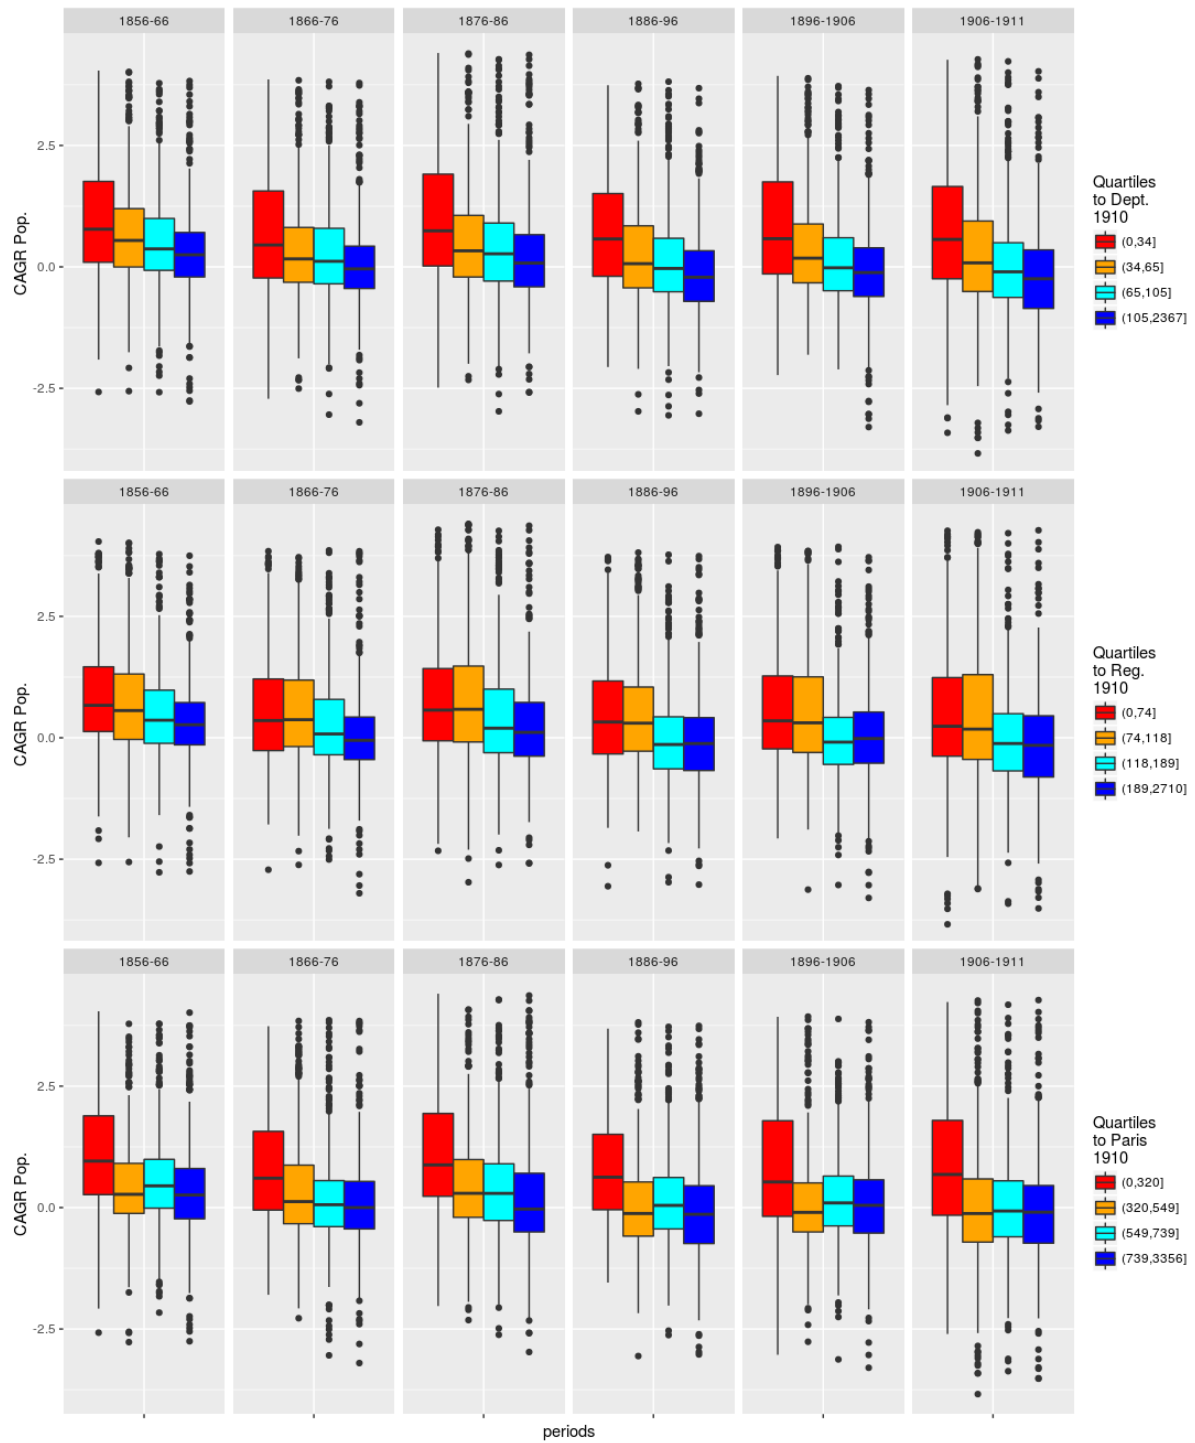 1856-66 1866-76 1876-86 1886-96 1896-1906 1906-1911
2.5
0.0
-2.5
CAGR Pop.
Quartiles
to Dept.
1910
(0,34]
(34,65]
(65,105]
(105,2367]
1856-66 1866-76 1876-86 1886-96 1896-1906 1906-1911
2.5
0.0
-2.5
CAGR Pop.
Quartiles
to Reg.
1910
(0,74]
(74,118]
(118,189]
(189,2710]
1856-66 1866-76 1876-86 1886-96 1896-1906 1906-1911
2.5
0.0
-2.5
CAGR Pop.
Quartiles
to Paris
1910
(0,320]
(320,549]
(549,739]
(739,3356]
periods